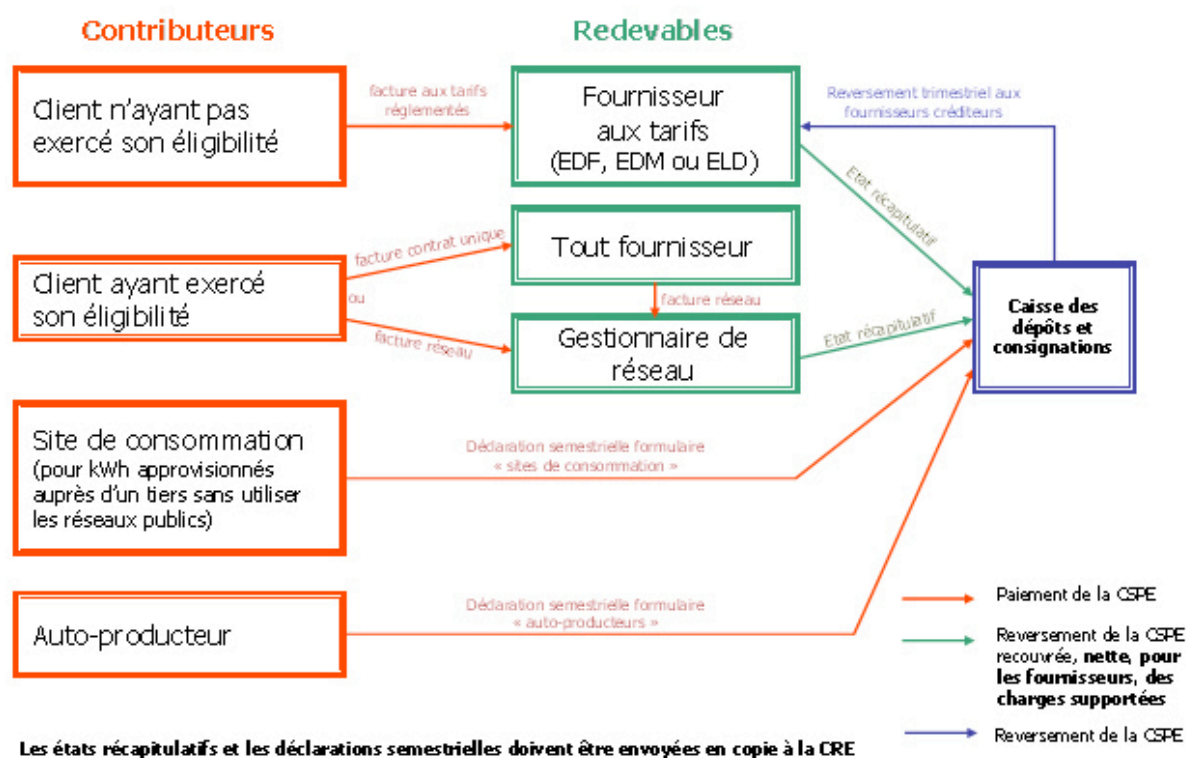 Contributeurs
Redevables
Client n'ayant pas
exercé son éligibilité
facture aux tarifs
réglementés
Fournisseur
aux tarifs
(EDF, EDM ou ELD)
Reversement trimestriel aux
fournisseurs créditeurs
Etat récapitulatif
Client ayant exercé
son éligibilité
facture contrat unique
ou
facture réseau
Tout fournisseur
facture réseau
Gestionnaire de
réseau
Etat récapitulatif
Caisse des
dépôts et
consignations
Site de consommation
(pour kWh approvisionnés
auprès d'un tiers sans utiliser
les réseaux publics)
Déclaration semestrielle formulaire
« sites de consommation »
Auto-producteur
Déclaration semestrielle formulaire
« auto-producteurs »
Paiement de la CSPE
Reversement de la CSPE
recouvrée, nette, pour
les fournisseurs, des
charges supportées
Reversement de la CSPE
Les états récapitulatifs et les déclarations semestrielles doivent être envoyées en copie à la CRE